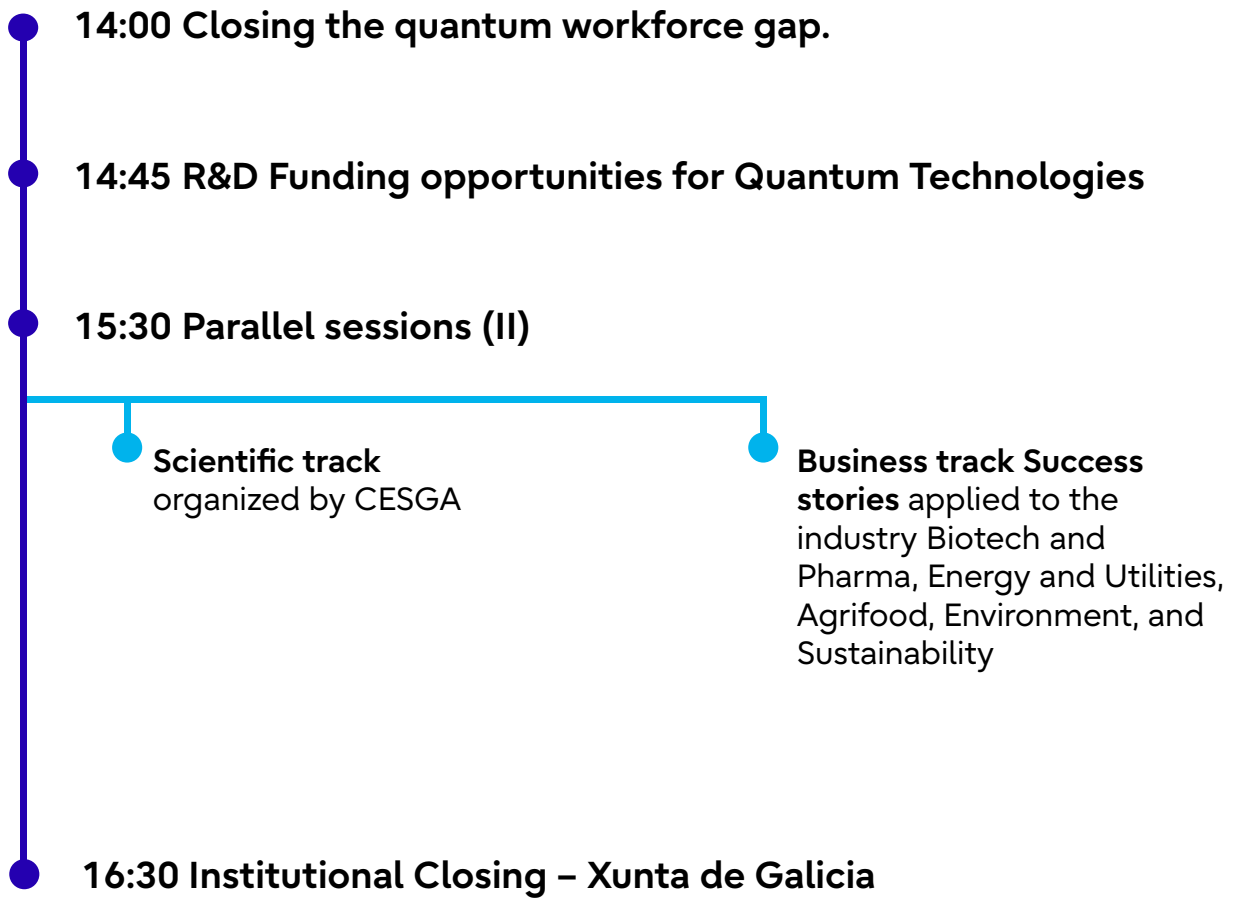 14:00 Closing the quantum workforce gap.
14:45 R&D Funding opportunities for Quantum Technologies
15:30 Parallel sessions (II)
Scientific track
organized by CESGA
Business track Success
stories applied to the
industry Biotech and
Pharma, Energy and Utilities,
Agrifood, Environment, and
Sustainability
16:30 Institutional Closing – Xunta de Galicia